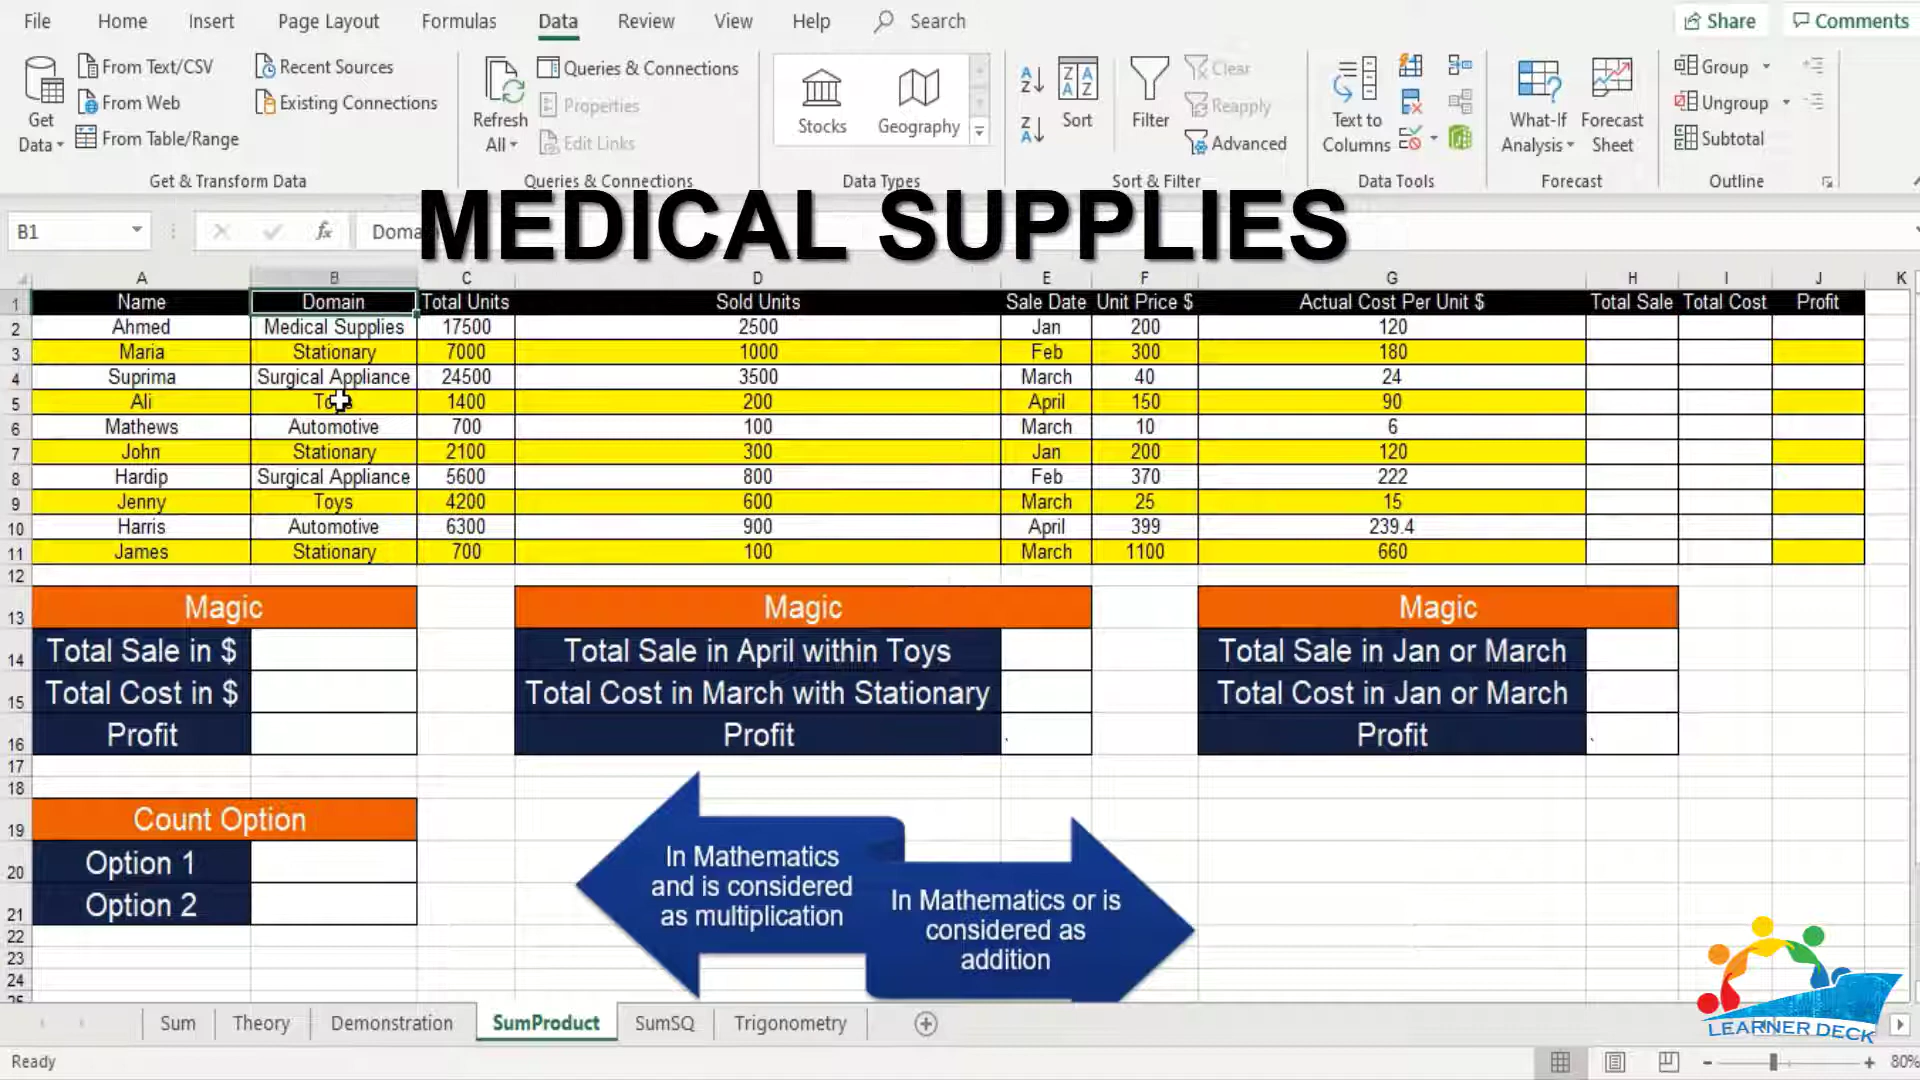 File Home Insert Page Layout Formulas Data Review View Help Search Share Comments
Get Data From Text/CSV From Web From Table/Range Recent Sources Existing Connections
Refresh All Queries & Connections Properties Edit Links
Stocks Geography
Sort Filter Clear Reapply Advanced
Text to Columns
What-If Analysis Forecast Sheet
Group Ungroup Subtotal
Get & Transform Data Queries & Connections Data Types Sort & Filter Data Tools Forecast Outline
MEDICAL SUPPLIES
B1 fx
A B C D E F G H I J K
1 Name Domain Total Units Sold Units Sale Date Unit Price $ Actual Cost Per Unit $ Total Sale Total Cost Profit
2 Ahmed Medical Supplies 17500 2500 Jan 200 120
3 Maria Stationary 7000 1000 Feb 300 180
4 Suprima Surgical Appliance 24500 3500 March 40 24
5 Ali 1400 200 April 150 90
6 Mathews Automotive 700 100 March 10 6
7 John Stationary 2100 300 Jan 200 120
8 Hardip Surgical Appliance 5600 800 Feb 370 222
9 Jenny Toys 4200 600 March 25 15
10 Harris Automotive 6300 900 April 399 239.4
11 James Stationary 700 100 March 1100 660
12
13 Magic Magic Magic
14 Total Sale in $ Total Sale in April within Toys Total Sale in Jan or March
15 Total Cost in $ Total Cost in March with Stationary Total Cost in Jan or March
16 Profit Profit Profit
17
18
19 Count Option
20 Option 1
21 Option 2
22
23
24
In Mathematics
and is considered
as multiplication
In Mathematics or is
considered as
addition
LEARNER DECK
Sum Theory Demonstration SumProduct SumSQ Trigonometry
Ready 80%